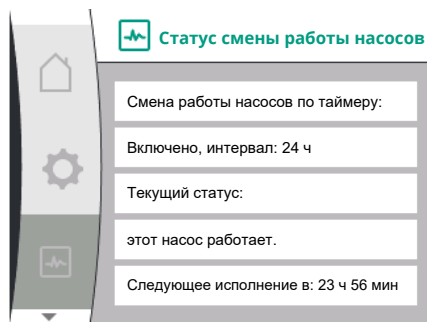 Статус смены работы насосов
Смена работы насосов по таймеру:
Включено, интервал: 24 ч
Текущий статус:
этот насос работает.
Следующее исполнение в: 23 ч 56 мин